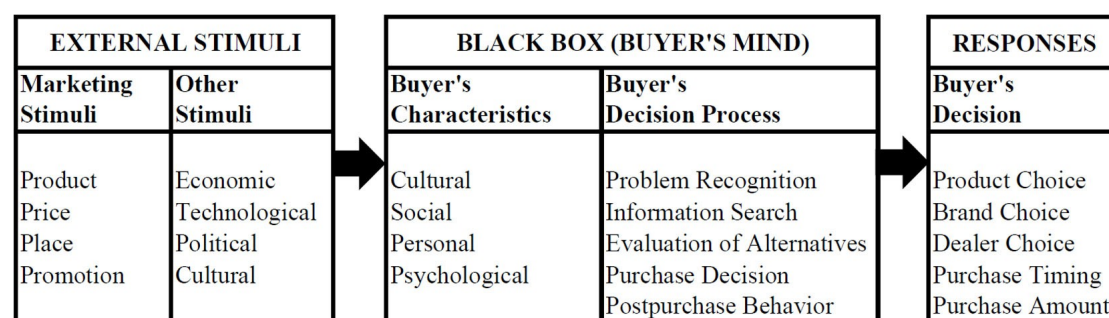 EXTERNAL STIMULI
Marketing Stimuli
Other Stimuli
Product
Price
Place
Promotion
Economic
Technological
Political
Cultural
BLACK BOX (BUYER'S MIND)
Buyer's Characteristics
Buyer's Decision Process
Cultural
Social
Personal
Psychological
Problem Recognition
Information Search
Evaluation of Alternatives
Purchase Decision
Postpurchase Behavior
RESPONSES
Buyer's Decision
Product Choice
Brand Choice
Dealer Choice
Purchase Timing
Purchase Amount